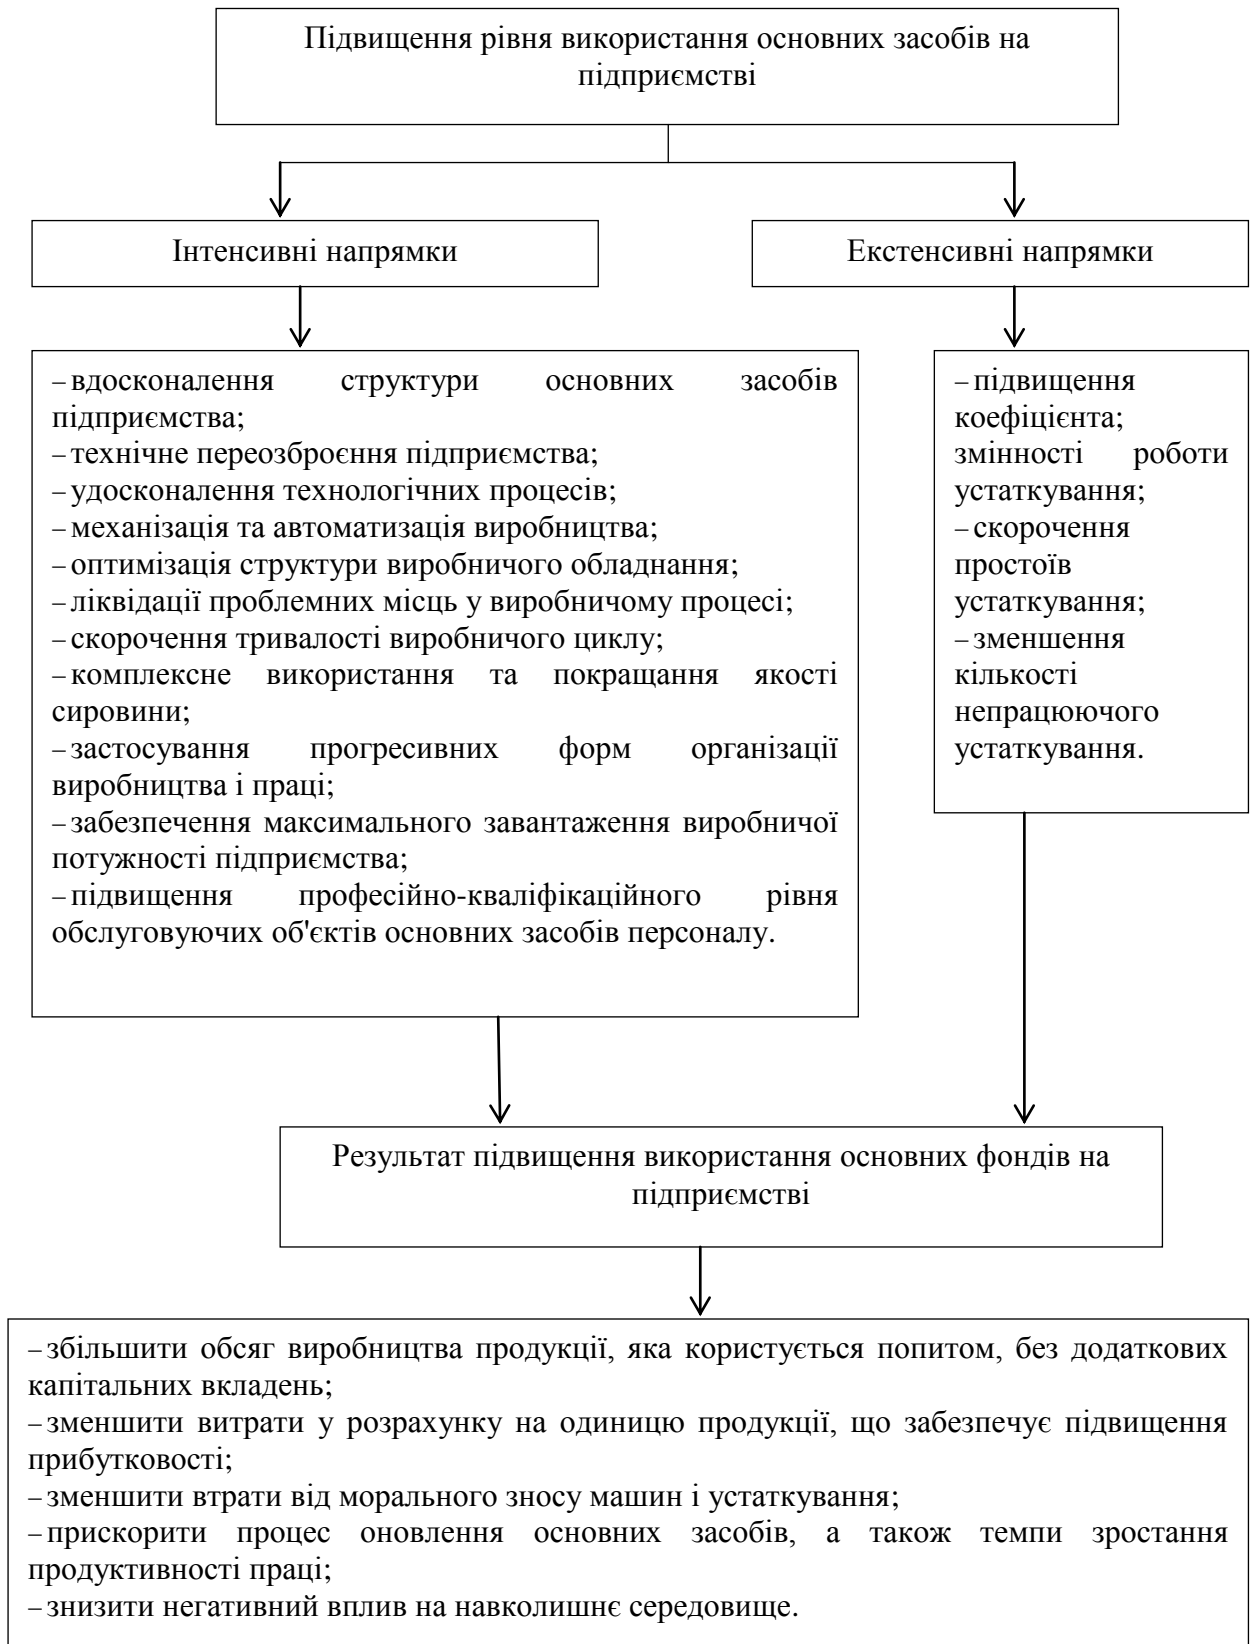 Підвищення рівня використання основних засобів на
підприємстві
Інтенсивні напрямки
Екстенсивні напрямки
– вдосконалення структури основних засобів
підприємства;
– технічне переозброєння підприємства;
– удосконалення технологічних процесів;
– механізація та автоматизація виробництва;
– оптимізація структури виробничого обладнання;
– ліквідації проблемних місць у виробничому процесі;
– скорочення тривалості виробничого циклу;
– комплексне використання та покращання якості
сировини;
– застосування прогресивних форм організації
виробництва і праці;
– забезпечення максимального завантаження виробничої
потужності підприємства;
– підвищення професійно-кваліфікаційного рівня
обслуговуючих об'єктів основних засобів персоналу.
– підвищення
коефіцієнта;
змінності роботи
устаткування;
– скорочення
простоїв
устаткування;
– зменшення
кількості
непрацюючого
устаткування.
Результат підвищення використання основних фондів на
підприємстві
– збільшити обсяг виробництва продукції, яка користується попитом, без додаткових
капітальних вкладень;
– зменшити витрати у розрахунку на одиницю продукції, що забезпечує підвищення
прибутковості;
– зменшити втрати від морального зносу машин і устаткування;
– прискорити процес оновлення основних засобів, а також темпи зростання
продуктивності праці;
– знизити негативний вплив на навколишнє середовище.